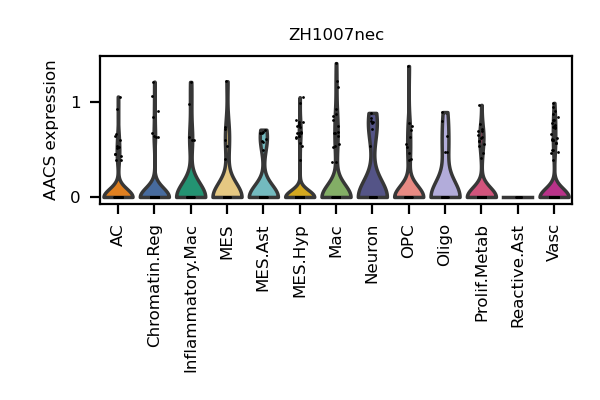 ZH1007nec
AACS expression
1
0
AC
Chromatin.Reg
Inflammatory.Mac
MES
MES.Ast
MES.Hyp
Mac
Neuron
OPC
Oligo
Prolif.Metab
Reactive.Ast
Vasc